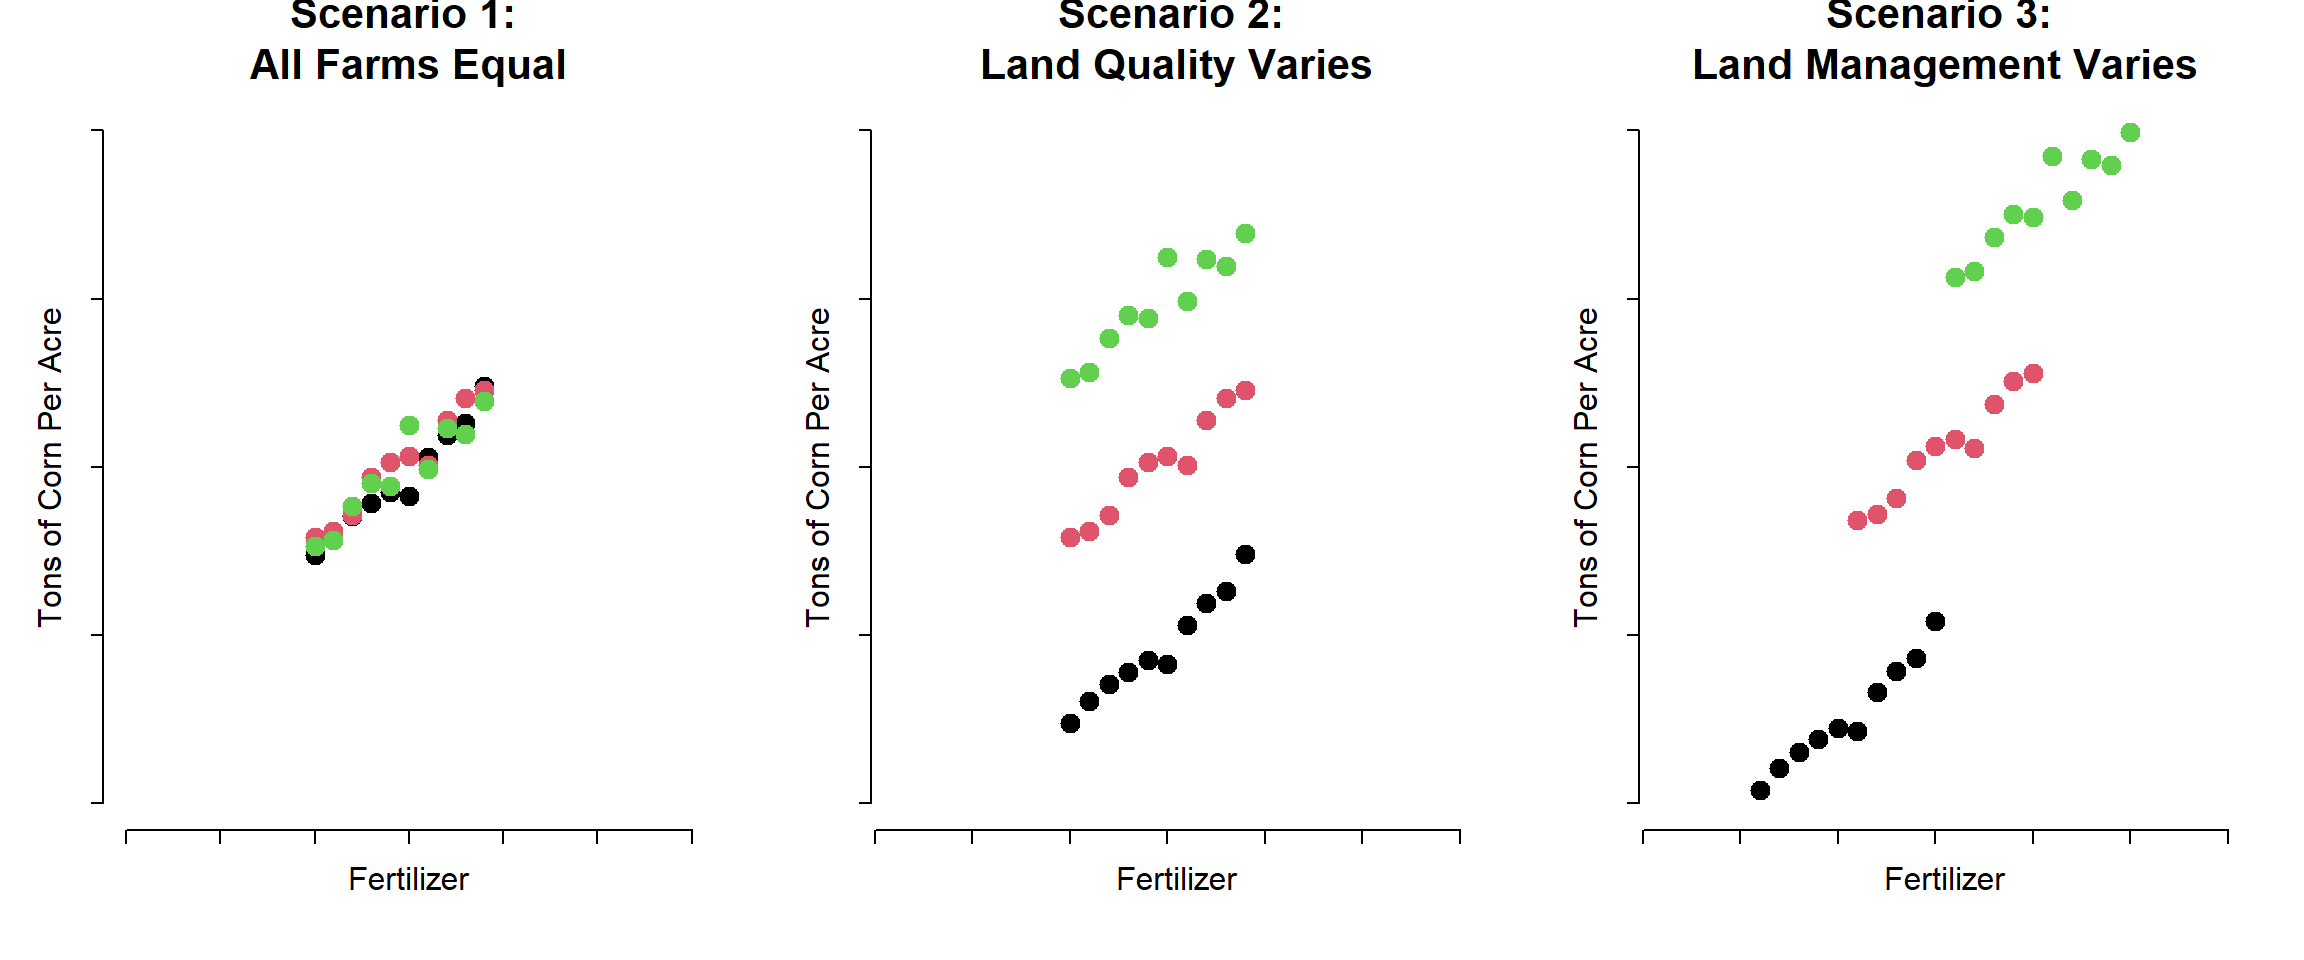 Scenario 1:
All Farms Equal
Tons of Corn Per Acre
Fertilizer
Scenario 2:
Land Quality Varies
Tons of Corn Per Acre
Fertilizer
Scenario 3:
Land Management Varies
Tons of Corn Per Acre
Fertilizer